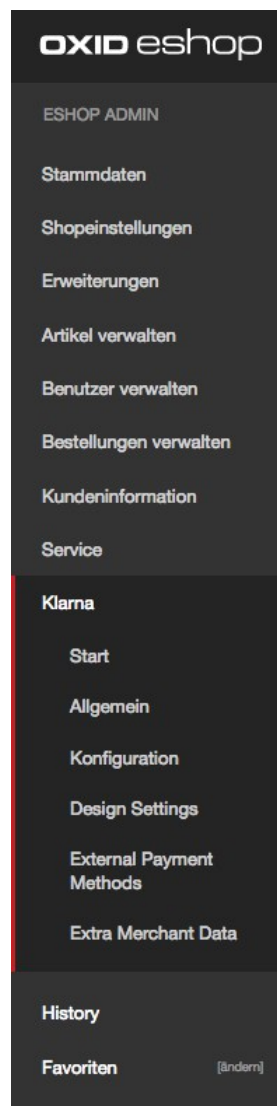 OXID eshop
ESHOP ADMIN
Stammdaten
Shopeinstellungen
Erweiterungen
Artikel verwalten
Benutzer verwalten
Bestellungen verwalten
Kundeninformation
Service
Klarna
Start
Allgemein
Konfiguration
Design Settings
External Payment
Methods
Extra Merchant Data
History
Favoriten [ändern]